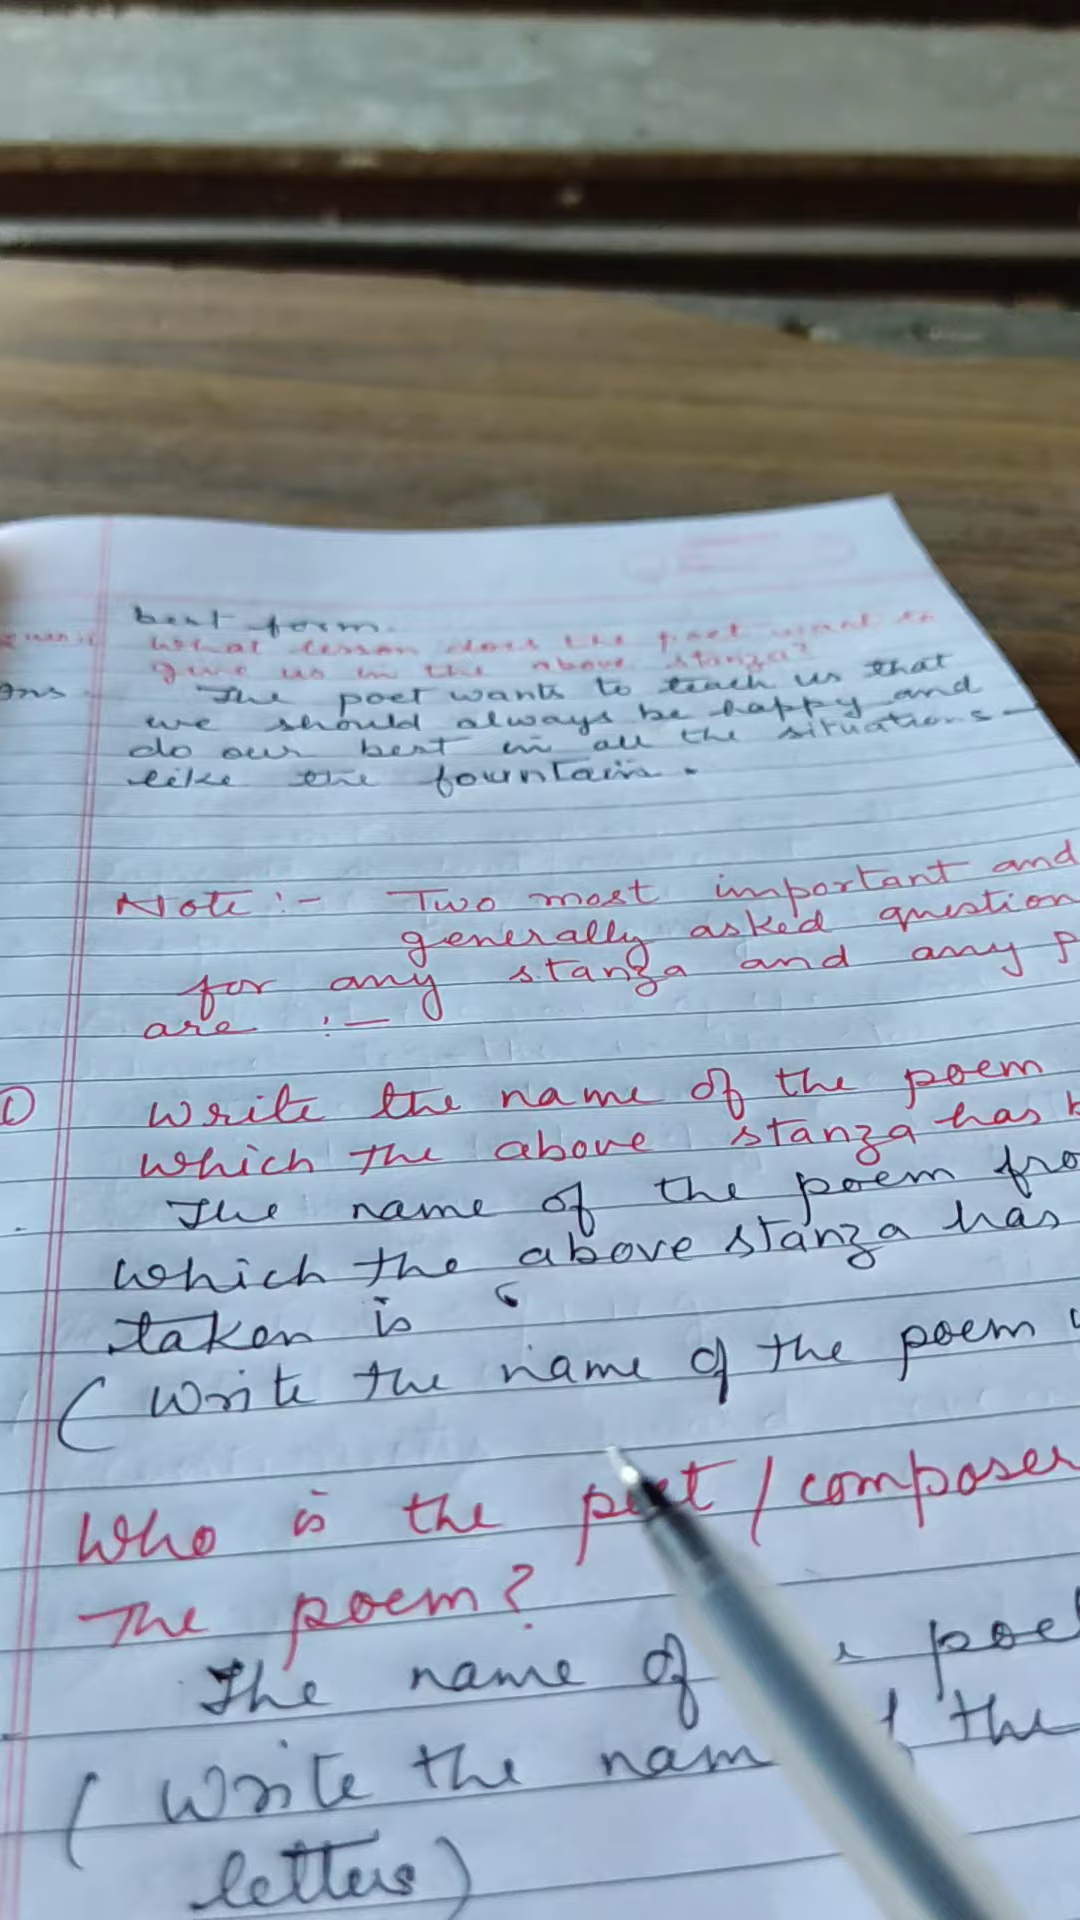 best form.
what lesson does the poet want to
give us in the above stanza?
Ans The poet wants to teach us that
we should always be happy and
do our best in all the situations
like the fountain.
Note :- Two most important and
generally asked question
for any stanza and any p
are :-
Write the name of the poem
which the above stanza has b
The name of the poem fro
which the above stanza has
taken is "
( Write the name of the poem
Who is the poet / composer
The poem?
The name of poe
( Write the nam the
letters)